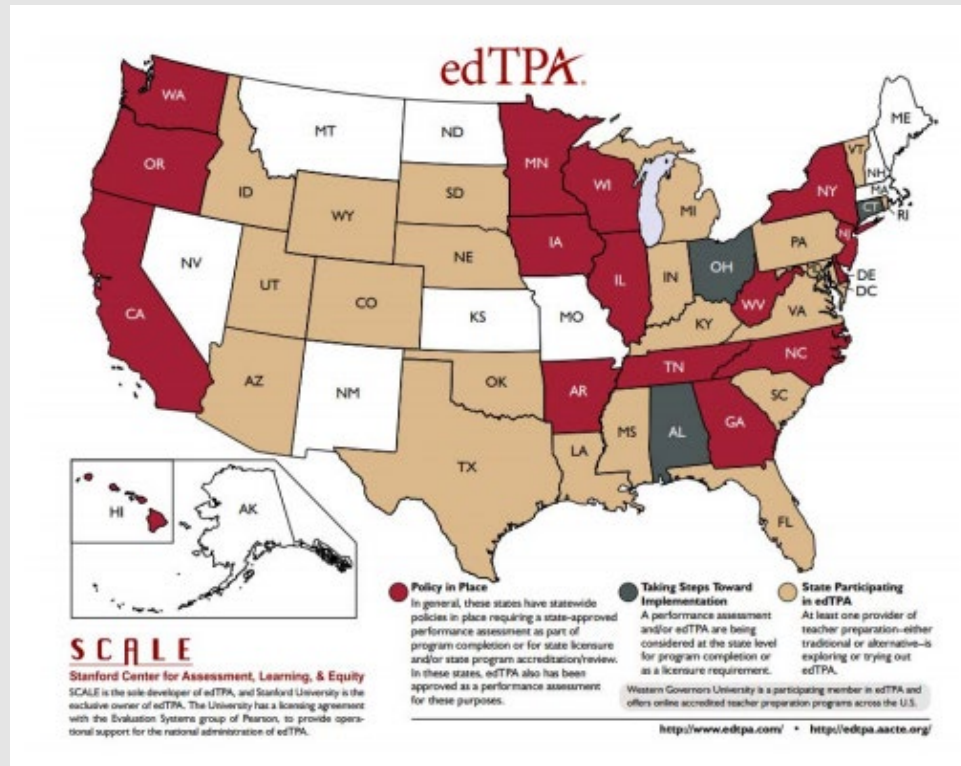 edTPA®
WA
MT
ND
ME
OR
MN
VT
NH
ID
SD
WI
NY
MA
CT
RI
WY
MI
NE
IA
PA
NJ
NV
UT
CO
IL
IN
OH
DE
DC
CA
KS
MO
WV
VA
KY
AZ
NM
OK
AR
TN
NC
SC
TX
LA
MS
AL
GA
FL
HI
AK
Policy in Place
In general, these states have statewide
policies in place requiring a state-approved
performance assessment as part of
program completion or for state licensure
and/or state program accreditation/review.
In these states, edTPA also has been
approved as a performance assessment
for these purposes.
Taking Steps Toward
Implementation
A performance assessment
and/or edTPA are being
considered at the state level
for program completion or
as a licensure requirement.
State Participating
in edTPA
At least one provider of
teacher preparation–either
traditional or alternative–is
exploring or trying out
edTPA.
Western Governors University is a participating member in edTPA and
offers online accredited teacher preparation programs across the U.S.
SCALE
Stanford Center for Assessment, Learning, & Equity
SCALE is the sole developer of edTPA, and Stanford University is the
exclusive owner of edTPA. The University has a licensing agreement
with the Evaluation Systems group of Pearson, to provide opera-
tional support for the national administration of edTPA.
http://www.edtpa.com/ • http://edtpa.aacte.org/